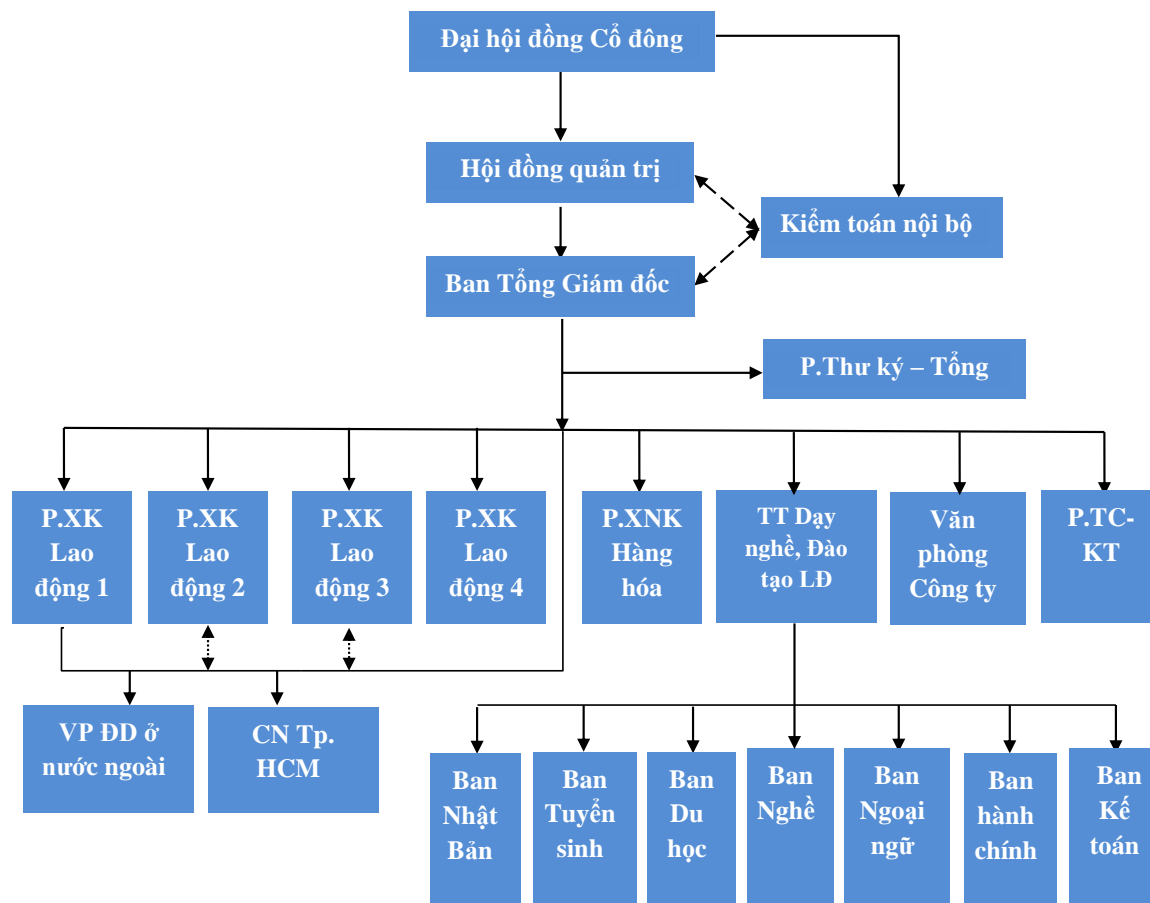 Đại hội đồng Cổ đông
Hội đồng quản trị
Kiểm toán nội bộ
Ban Tổng Giám đốc
P.Thư ký – Tổng
P.XK
Lao
động 1
P.XK
Lao
động 2
P.XK
Lao
động 3
P.XK
Lao
động 4
P.XNK
Hàng
hóa
TT Dạy
nghề, Đào
tạo LĐ
Văn
phòng
Công ty
P.TC-
KT
VP ĐD ở
nước ngoài
CN Tp.
HCM
Ban
Nhật
Bản
Ban
Tuyển
sinh
Ban
Du
học
Ban
Nghề
Ban
Ngoại
ngữ
Ban
hành
chính
Ban
Kế
toán